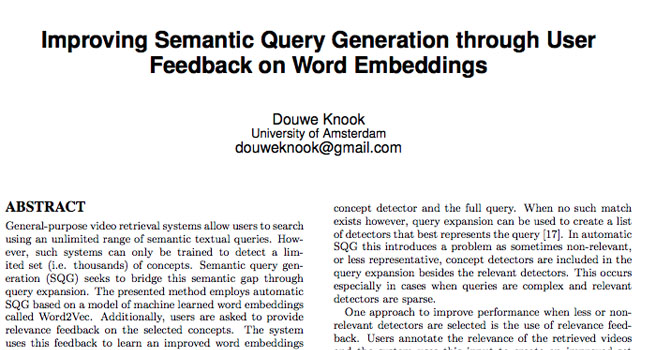 Improving Semantic Query Generation through User
Feedback on Word Embeddings
Douwe Knook
University of Amsterdam
douweknook@gmail.com
ABSTRACT
General-purpose video retrieval systems allow users to search
using an unlimited range of semantic textual queries. How-
ever, such systems can only be trained to detect a lim-
ited set (i.e. thousands) of concepts. Semantic query gen-
eration (SQG) seeks to bridge this semantic gap through
query expansion. The presented method employs automatic
SQG based on a model of machine learned word embeddings
called Word2Vec. Additionally, users are asked to provide
relevance feedback on the selected concepts. The system
uses this feedback to learn an improved word embeddings
concept detector and the full query. When no such match
exists however, query expansion can be used to create a list
of detectors that best represents the query [17]. In automatic
SQG this introduces a problem as sometimes non-relevant,
or less representative, concept detectors are included in the
query expansion besides the relevant detectors. This occurs
especially in cases when queries are complex and relevant
detectors are sparse.
One approach to improve performance when less or non-
relevant detectors are selected is the use of relevance feed-
back. Users annotate the relevance of the retrieved videos